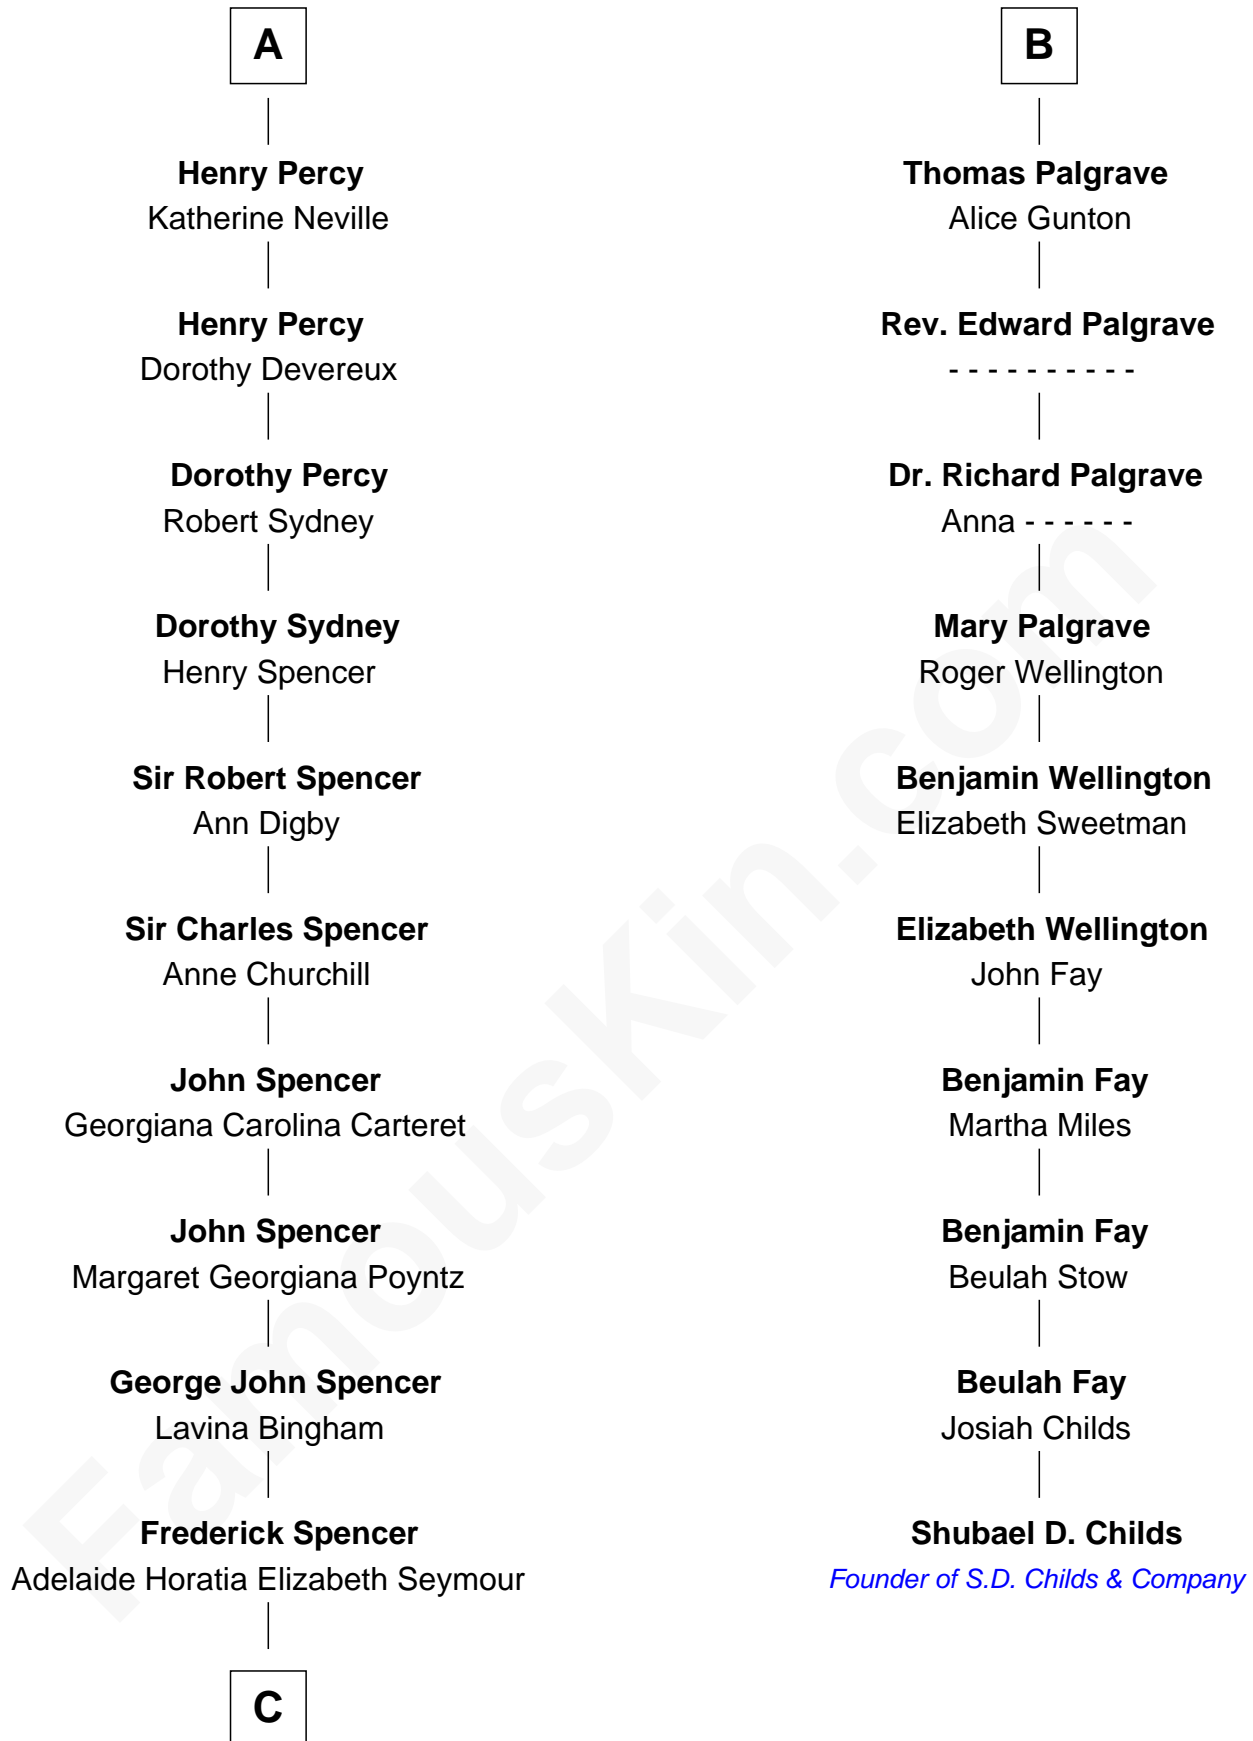 A
Henry Percy
Katherine Neville
Henry Percy
Dorothy Devereux
Dorothy Percy
Robert Sydney
Dorothy Sydney
Henry Spencer
Sir Robert Spencer
Ann Digby
Sir Charles Spencer
Anne Churchill
John Spencer
Georgiana Carolina Carteret
John Spencer
Margaret Georgiana Poyntz
George John Spencer
Lavina Bingham
Frederick Spencer
Adelaide Horatia Elizabeth Seymour
C
B
Thomas Palgrave
Alice Gunton
Rev. Edward Palgrave
- - - - - - - - - -
Dr. Richard Palgrave
Anna - - - - - -
Mary Palgrave
Roger Wellington
Benjamin Wellington
Elizabeth Sweetman
Elizabeth Wellington
John Fay
Benjamin Fay
Martha Miles
Benjamin Fay
Beulah Stow
Beulah Fay
Josiah Childs
Shubael D. Childs
Founder of S.D. Childs & Company
FamousKin.com